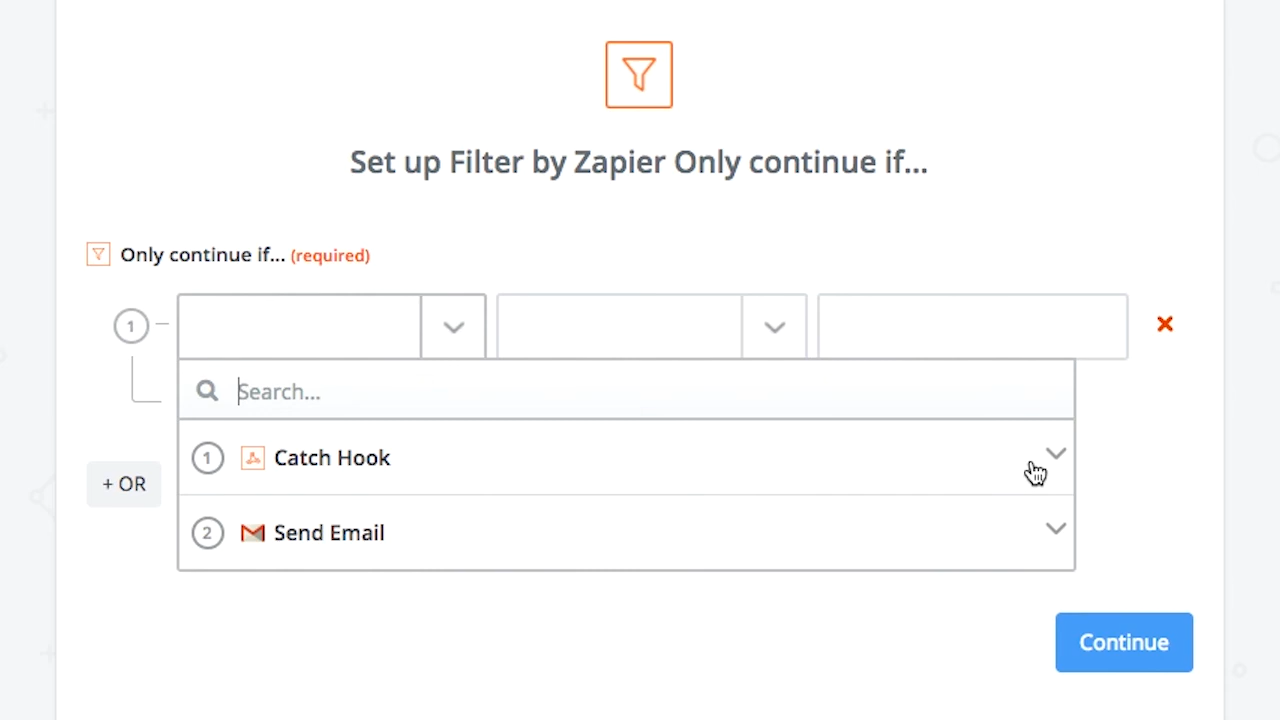 Set up Filter by Zapier Only continue if...
Only continue if... (required)
1
Search...
1 Catch Hook
+ OR
2 Send Email
Continue